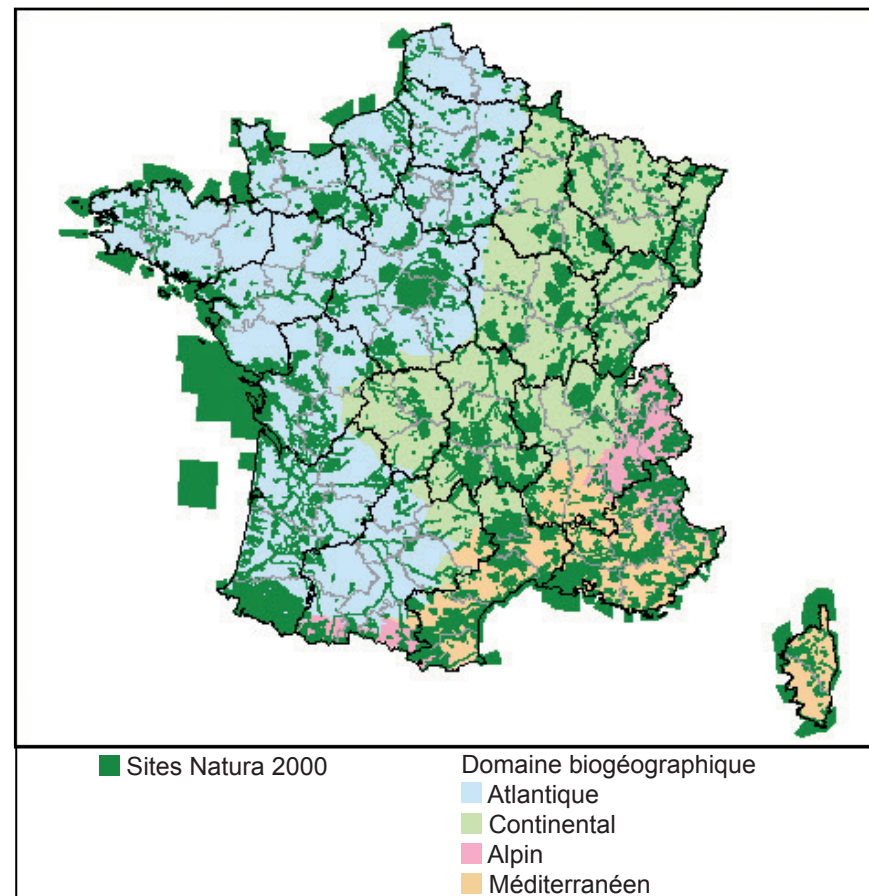 Sites Natura 2000
Domaine biogéographique
Atlantique
Continental
Alpin
Méditerranéen